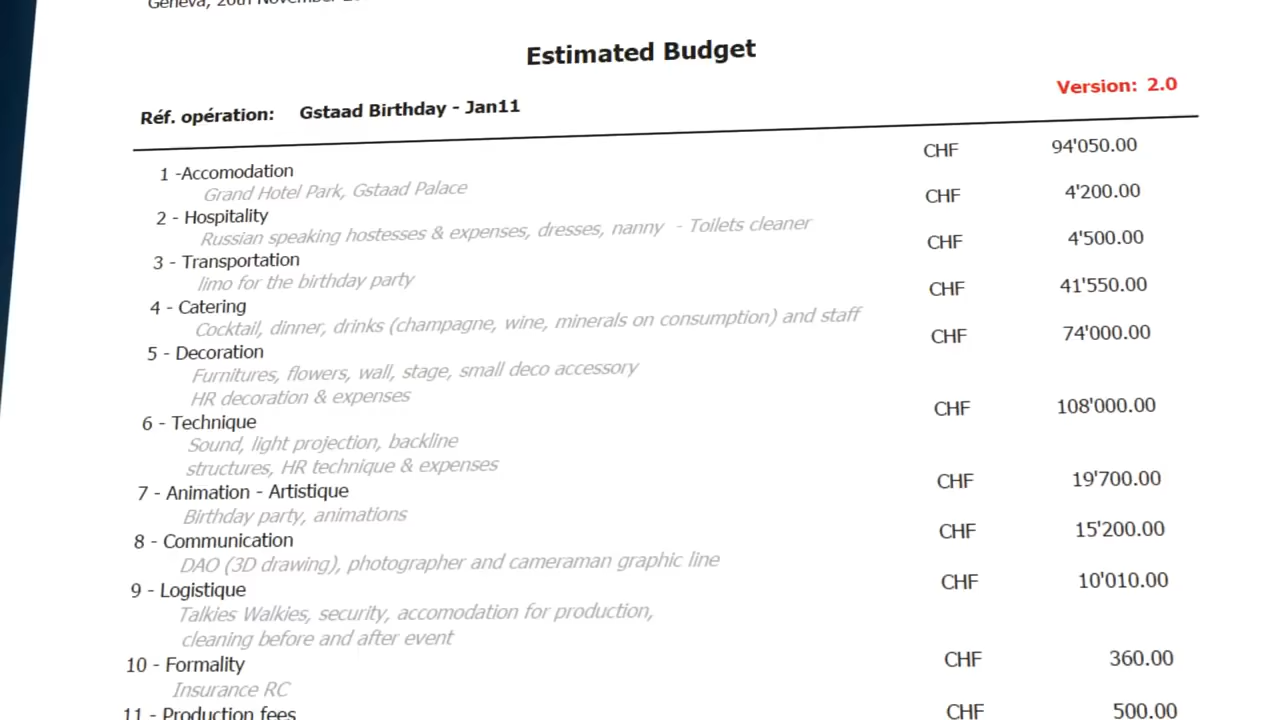 Geneva, 20th November
Estimated Budget
Version: 2.0
Réf. opération: Gstaad Birthday - Jan11
1 -Accomodation CHF 94'050.00
Grand Hotel Park, Gstaad Palace
2 - Hospitality CHF 4'200.00
Russian speaking hostesses & expenses, dresses, nanny - Toilets cleaner
3 - Transportation CHF 4'500.00
limo for the birthday party
4 - Catering CHF 41'550.00
Cocktail, dinner, drinks (champagne, wine, minerals on consumption) and staff
5 - Decoration CHF 74'000.00
Furnitures, flowers, wall, stage, small deco accessory
HR decoration & expenses
6 - Technique CHF 108'000.00
Sound, light projection, backline
structures, HR technique & expenses
7 - Animation - Artistique CHF 19'700.00
Birthday party, animations
8 - Communication CHF 15'200.00
DAO (3D drawing), photographer and cameraman graphic line
9 - Logistique CHF 10'010.00
Talkies Walkies, security, accomodation for production,
cleaning before and after event
10 - Formality CHF 360.00
Insurance RC
11 - Production fees CHF 500.00